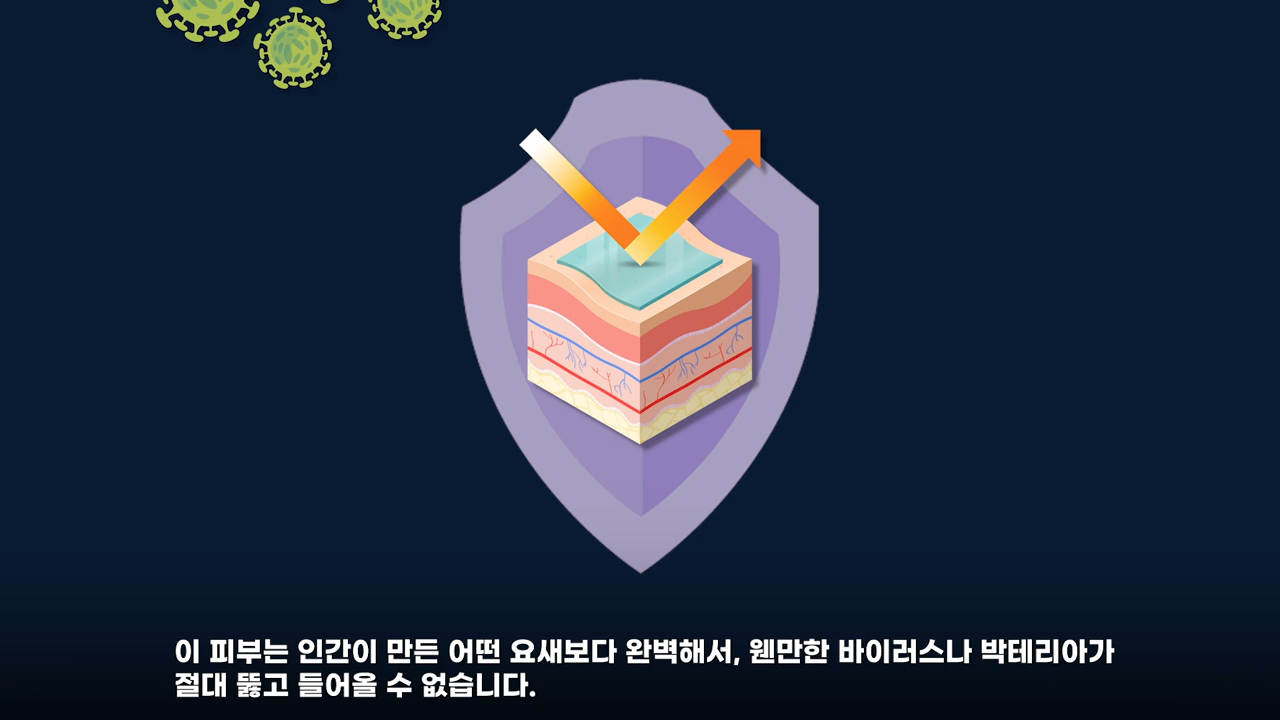 이 피부는 인간이 만든 어떤 요새보다 완벽해서, 웬만한 바이러스나 박테리아가
절대 뚫고 들어올 수 없습니다.